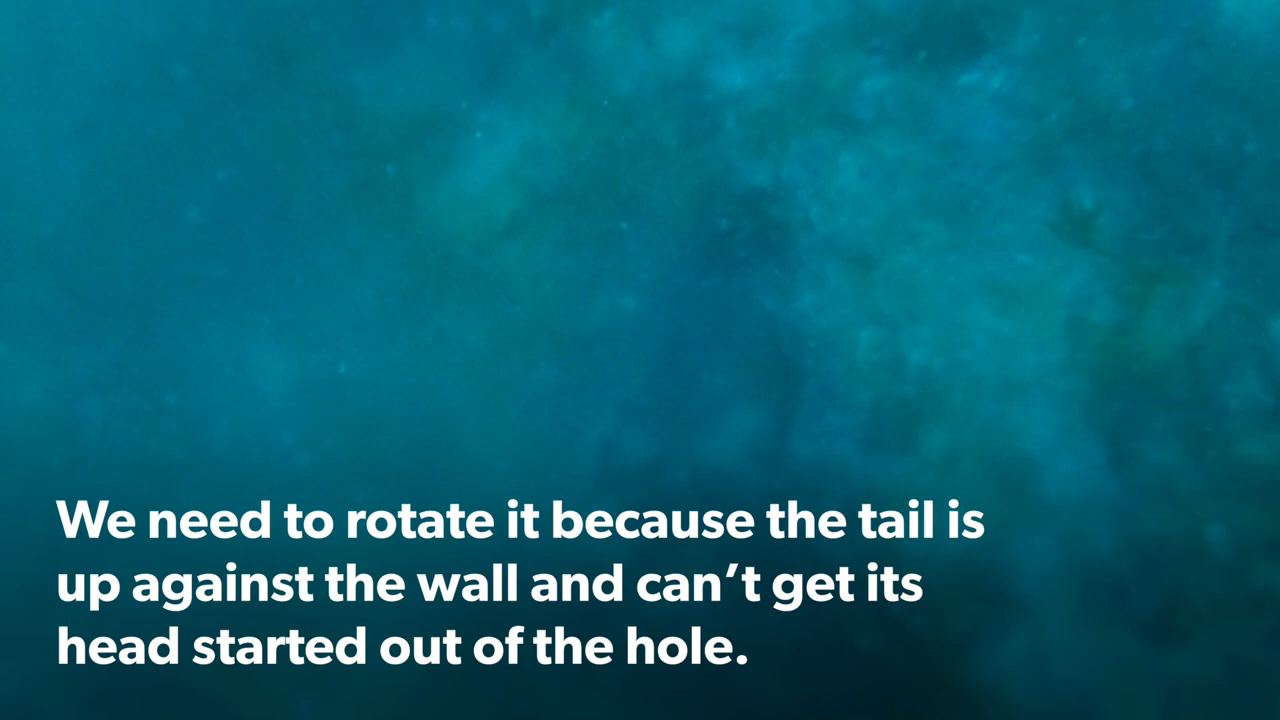 We need to rotate it because the tail is
up against the wall and can’t get its
head started out of the hole.